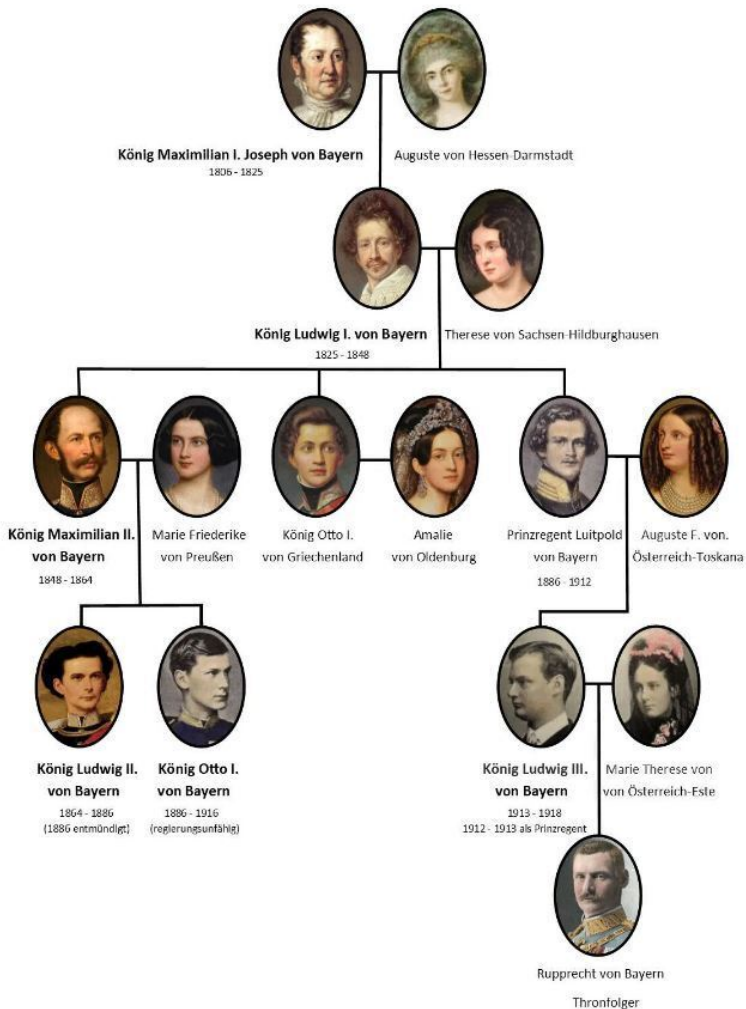 König Maximilian I. Joseph von Bayern
1806 - 1825
Auguste von Hessen-Darmstadt
König Ludwig I. von Bayern
1825 - 1848
Therese von Sachsen-Hildburghausen
König Maximilian II.
von Bayern
1848 - 1864
Marie Friederike
von Preußen
König Otto I.
von Griechenland
Amalie
von Oldenburg
Prinzregent Luitpold
von Bayern
1886 - 1912
Auguste F. von.
Österreich-Toskana
König Ludwig II.
von Bayern
1864 - 1886
(1886 entmündigt)
König Otto I.
von Bayern
1886 - 1916
(regierungsunfähig)
König Ludwig III.
von Bayern
1913 - 1918
1912 - 1913 als Prinzregent
Marie Therese von
von Österreich-Este
Rupprecht von Bayern
Thronfolger